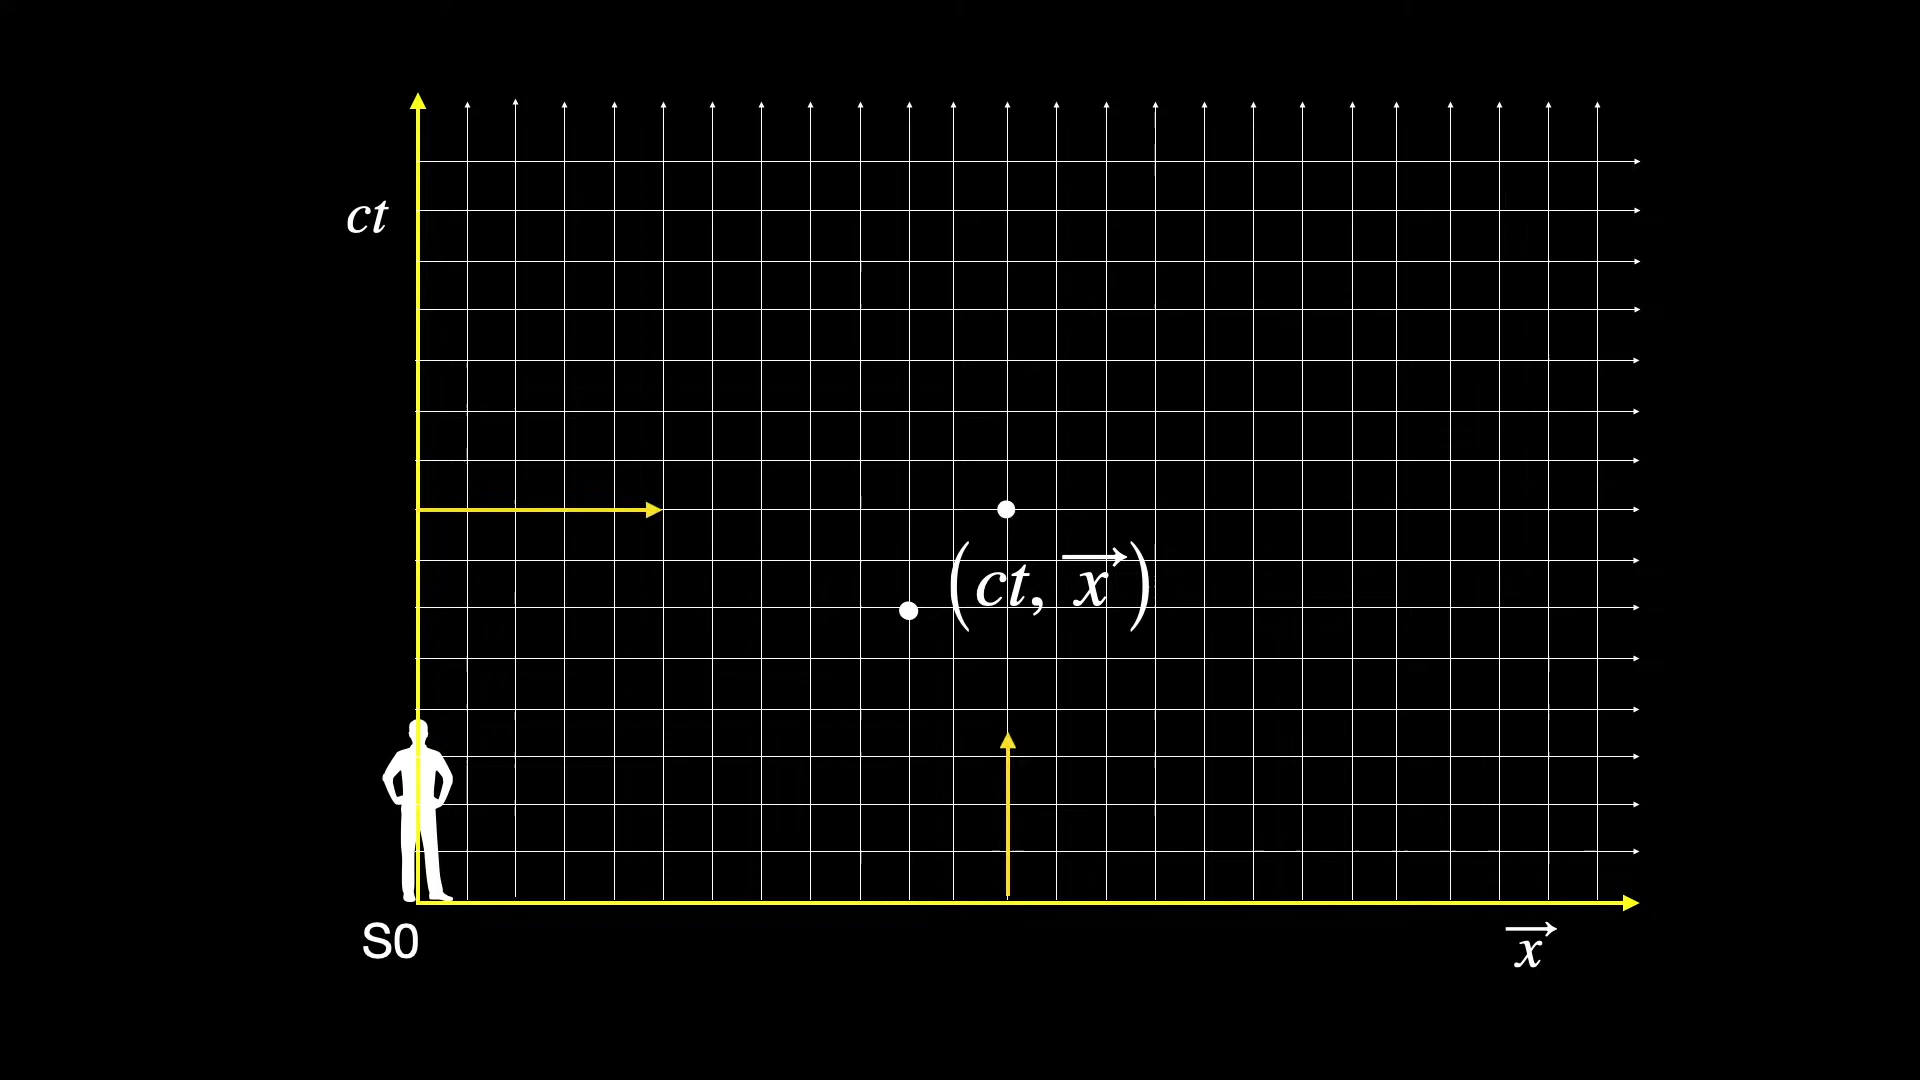 ct
(ct, x⃗)
S0
x⃗